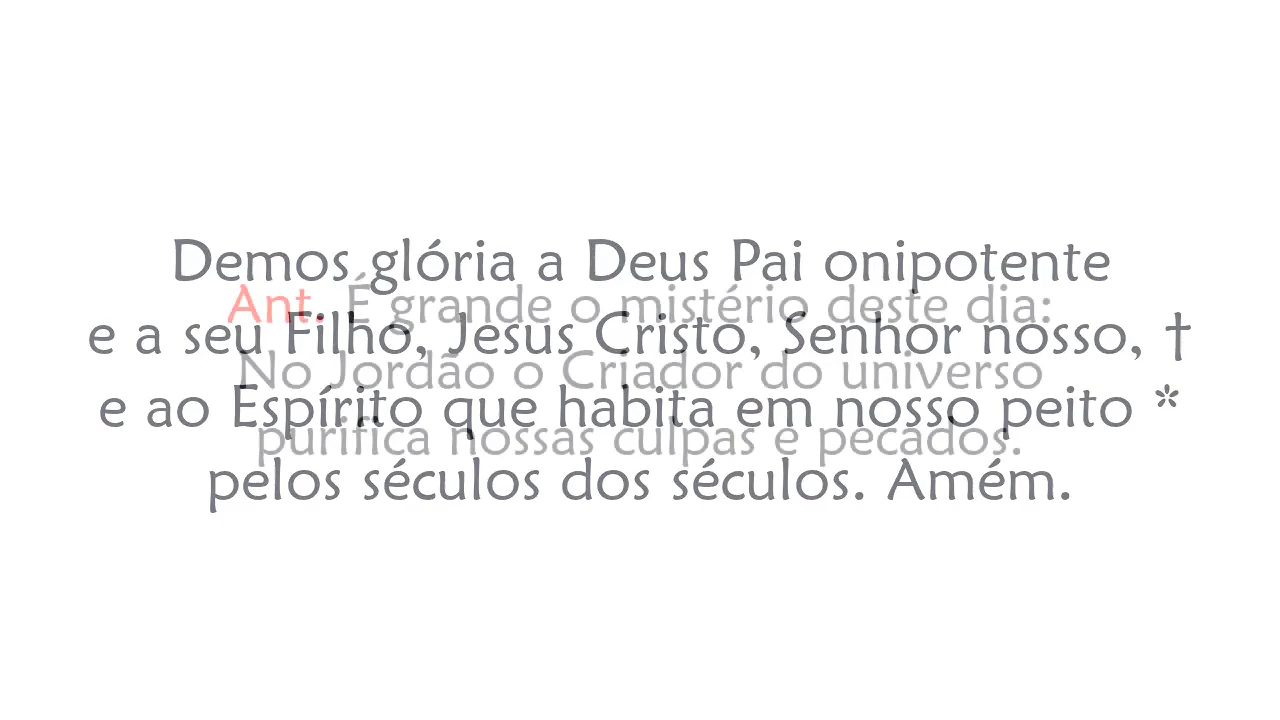 Demos glória a Deus Pai onipotente
e a seu Filho, Jesus Cristo, Senhor nosso, †
e ao Espírito que habita em nosso peito *
pelos séculos dos séculos. Amém.
Ant. É grande o mistério deste dia:
No Jordão o Criador do universo
purifica nossas culpas e pecados.